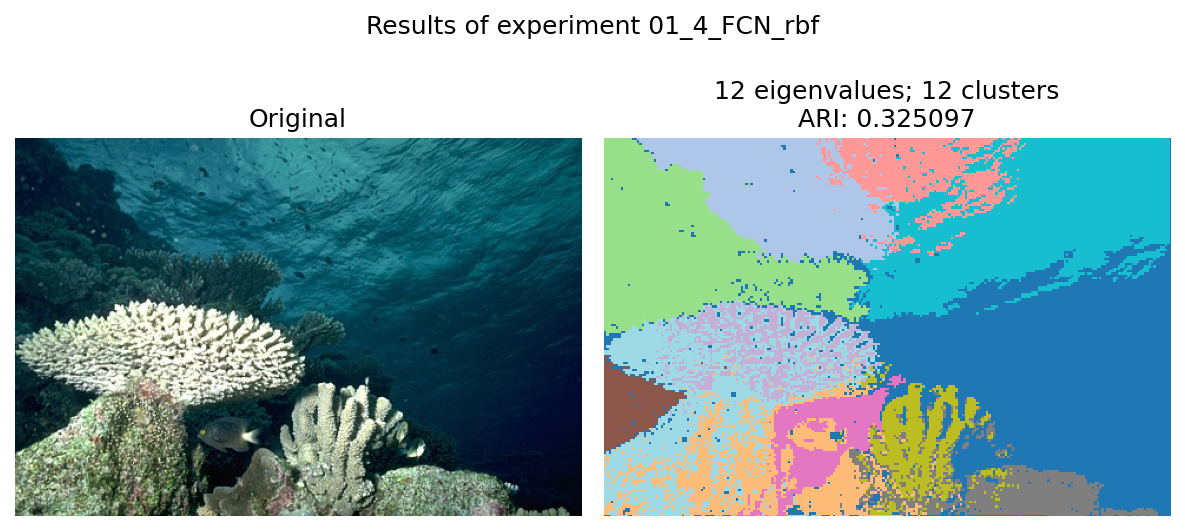 Results of experiment 01_4_FCN_rbf
Original
12 eigenvalues; 12 clusters
ARI: 0.325097